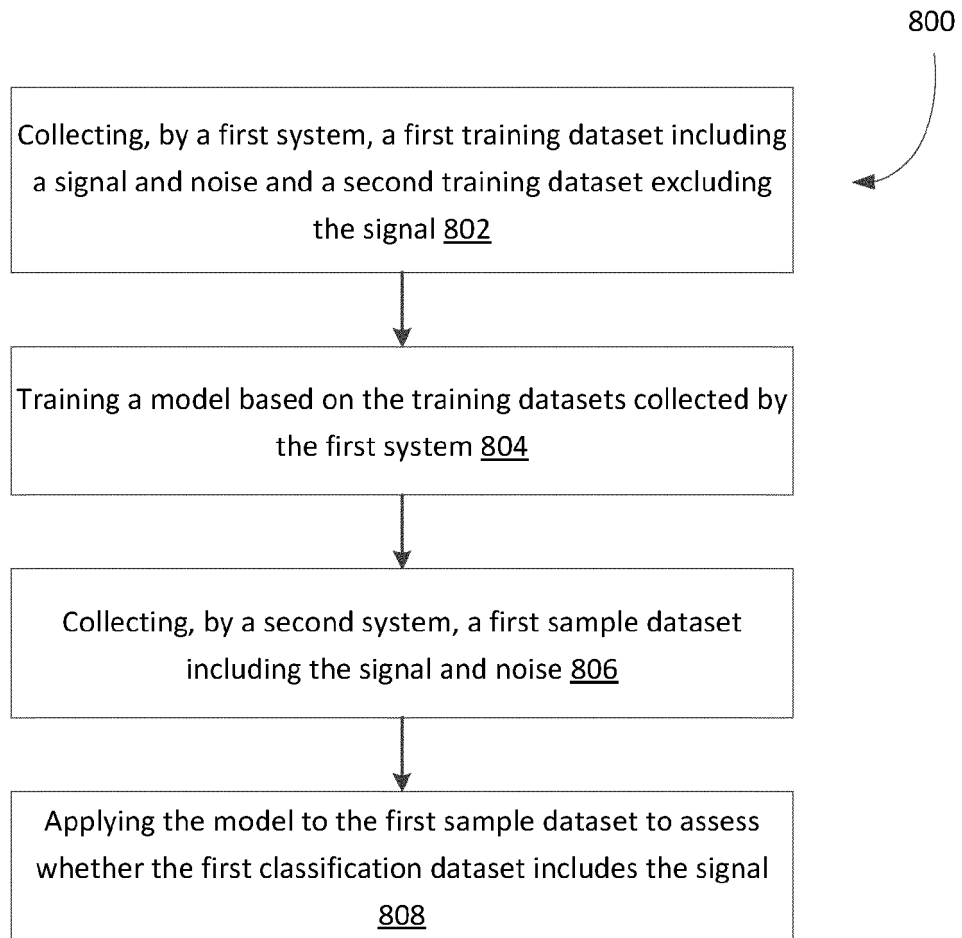 800
Collecting, by a first system, a first training dataset including
a signal and noise and a second training dataset excluding
the signal 802
Training a model based on the training datasets collected by
the first system 804
Collecting, by a second system, a first sample dataset
including the signal and noise 806
Applying the model to the first sample dataset to assess
whether the first classification dataset includes the signal
808